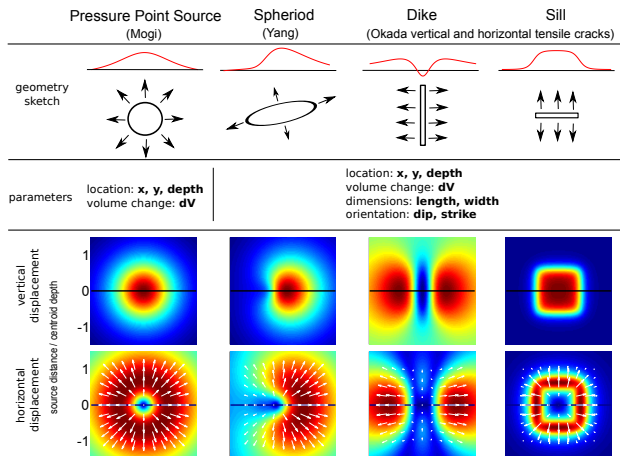 Pressure Point Source
(Mogi)
Spheriod
(Yang)
Dike
Sill
(Okada vertical and horizontal tensile cracks)
geometry
sketch
parameters
location: x, y, depth
volume change: dV
location: x, y, depth
volume change: dV
dimensions: length, width
orientation: dip, strike
vertical
displacement
horizontal
displacement
source distance / centroid depth
1
0
-1
1
0
-1